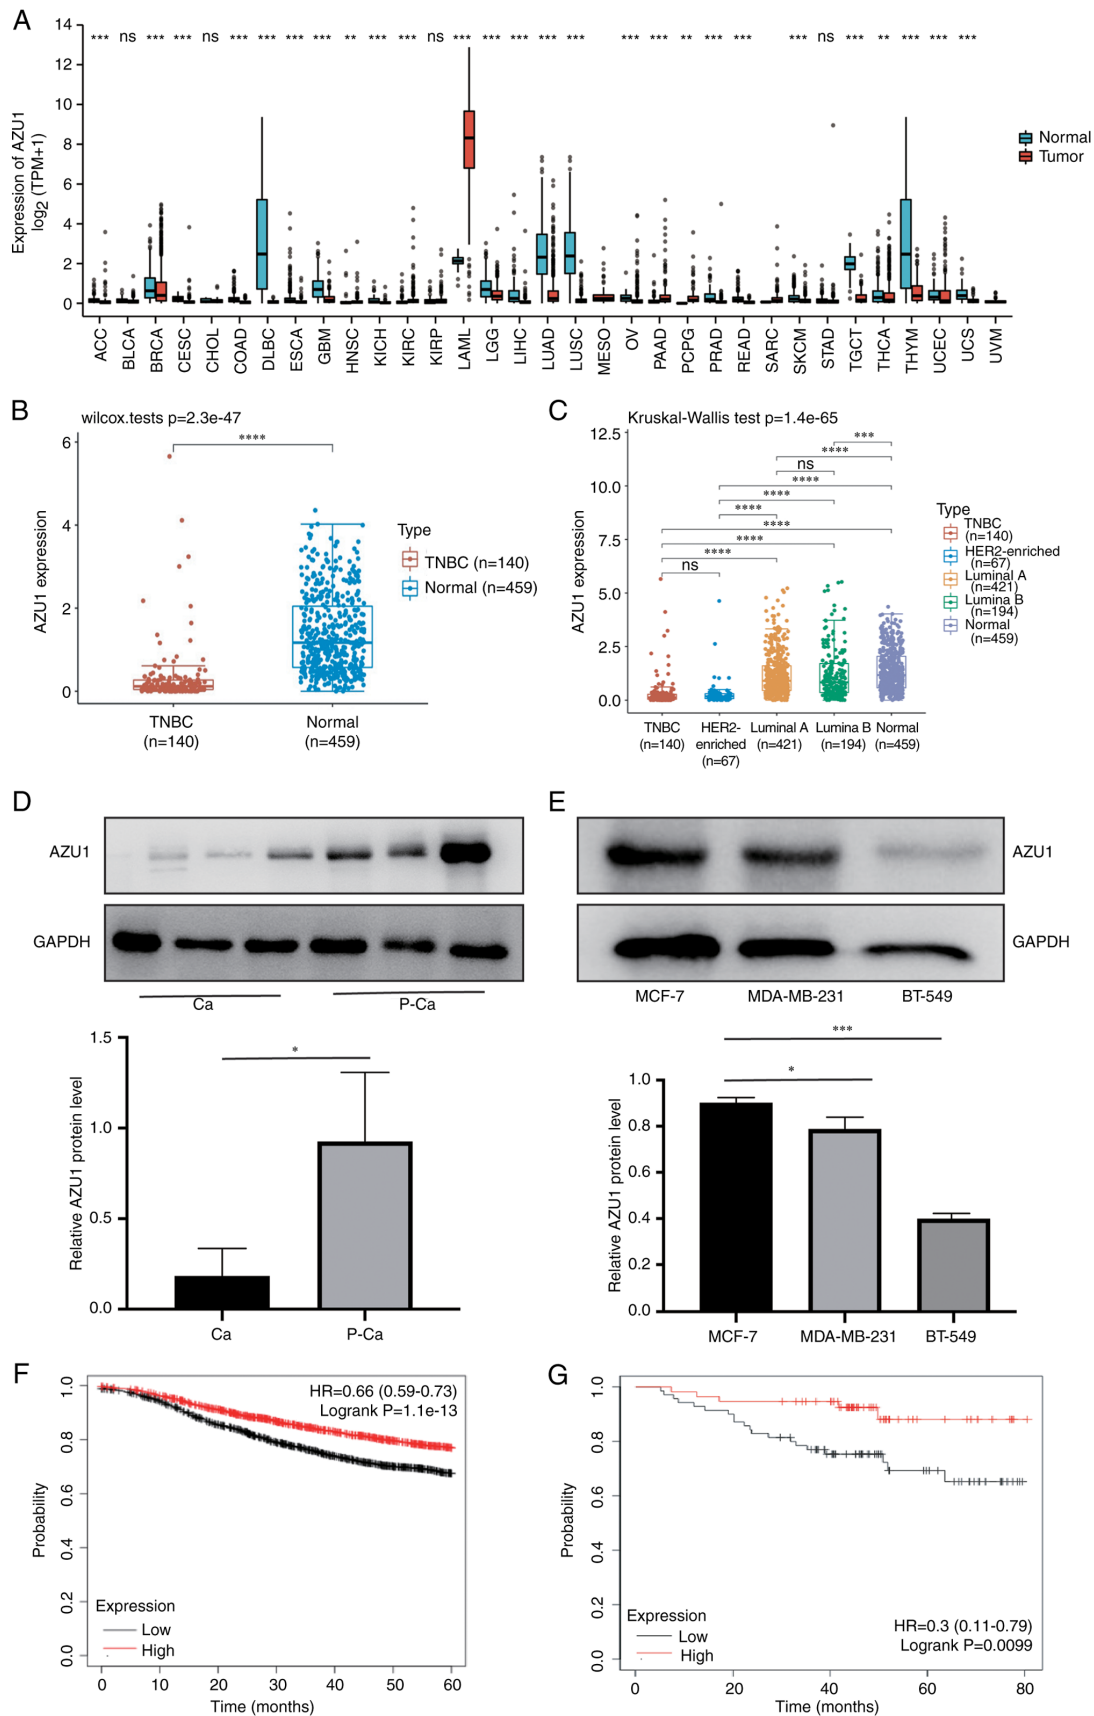 A
14
12
10
8
6
4
2
0
Expression of AZU1
log2 (TPM+1)
*** ns *** *** ns *** *** *** *** ** *** *** ns *** *** *** *** *** *** *** ** *** *** *** ns *** ** *** *** ***
Normal
Tumor
ACC BLCA BRCA CESC CHOL COAD DLBC ESCA GBM HNSC KICH KIRC KIRP LAML LGG LIHC LUAD LUSC MESO OV PAAD PCPG PRAD READ SARC SKCM STAD TGCT THCA THYM UCEC UCS UVM
B
wilcox.tests p=2.3e-47
****
6
4
2
0
AZU1 expression
Type
TNBC (n=140)
Normal (n=459)
TNBC
(n=140)
Normal
(n=459)
C
Kruskal-Wallis test p=1.4e-65
12.5
10.0
7.5
5.0
2.5
0.0
AZU1 expression
***
****
ns
****
****
****
****
****
****
ns
Type
TNBC
(n=140)
HER2-enriched
(n=67)
Luminal A
(n=421)
Lumina B
(n=194)
Normal
(n=459)
TNBC
(n=140)
HER2-
enriched
(n=67)
Luminal A
(n=421)
Lumina B
(n=194)
Normal
(n=459)
D
AZU1
GAPDH
Ca P-Ca
1.5
1.0
0.5
0.0
Relative AZU1 protein level
*
Ca P-Ca
E
AZU1
GAPDH
MCF-7 MDA-MB-231 BT-549
***
*
1.0
0.8
0.6
0.4
0.2
0.0
Relative AZU1 protein level
MCF-7 MDA-MB-231 BT-549
F
1.0
0.8
0.6
0.4
0.2
0.0
Probability
HR=0.66 (0.59-0.73)
Logrank P=1.1e-13
Expression
Low
High
0 10 20 30 40 50 60
Time (months)
G
1.0
0.8
0.6
0.4
0.2
0.0
Probability
Expression
Low
High
HR=0.3 (0.11-0.79)
Logrank P=0.0099
0 20 40 60 80
Time (months)